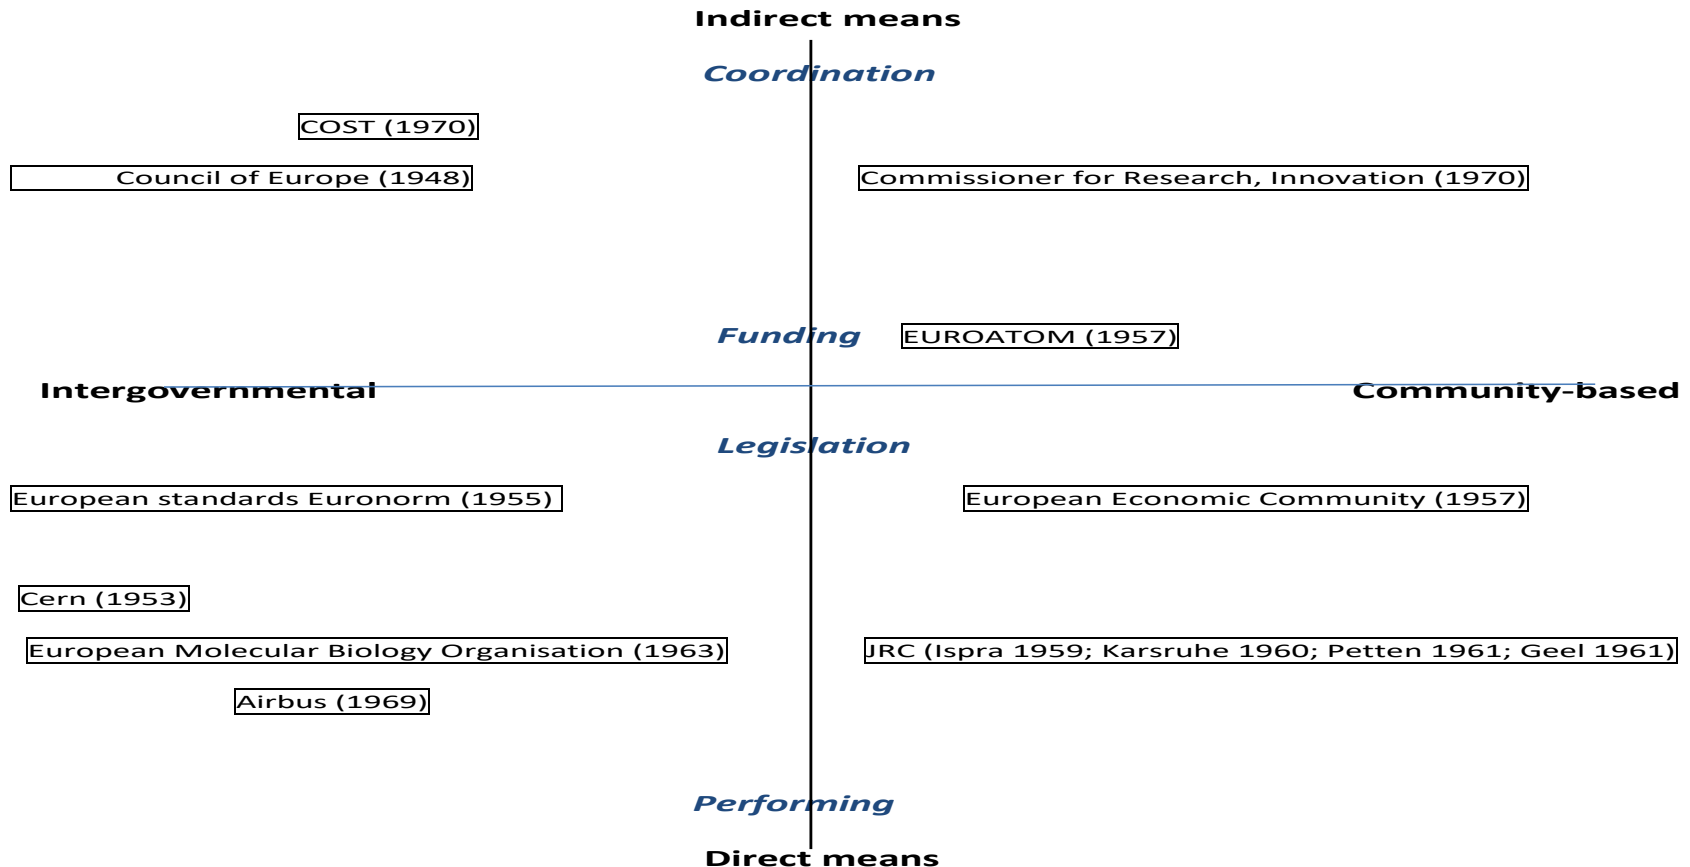 Indirect means
Coordination
COST (1970)
Council of Europe (1948)
Commissioner for Research, Innovation (1970)
Funding
EUROATOM (1957)
Intergovernmental
Community-based
Legislation
European standards Euronorm (1955)
European Economic Community (1957)
Cern (1953)
European Molecular Biology Organisation (1963)
JRC (Ispra 1959; Karsruhe 1960; Petten 1961; Geel 1961)
Airbus (1969)
Performing
Direct means